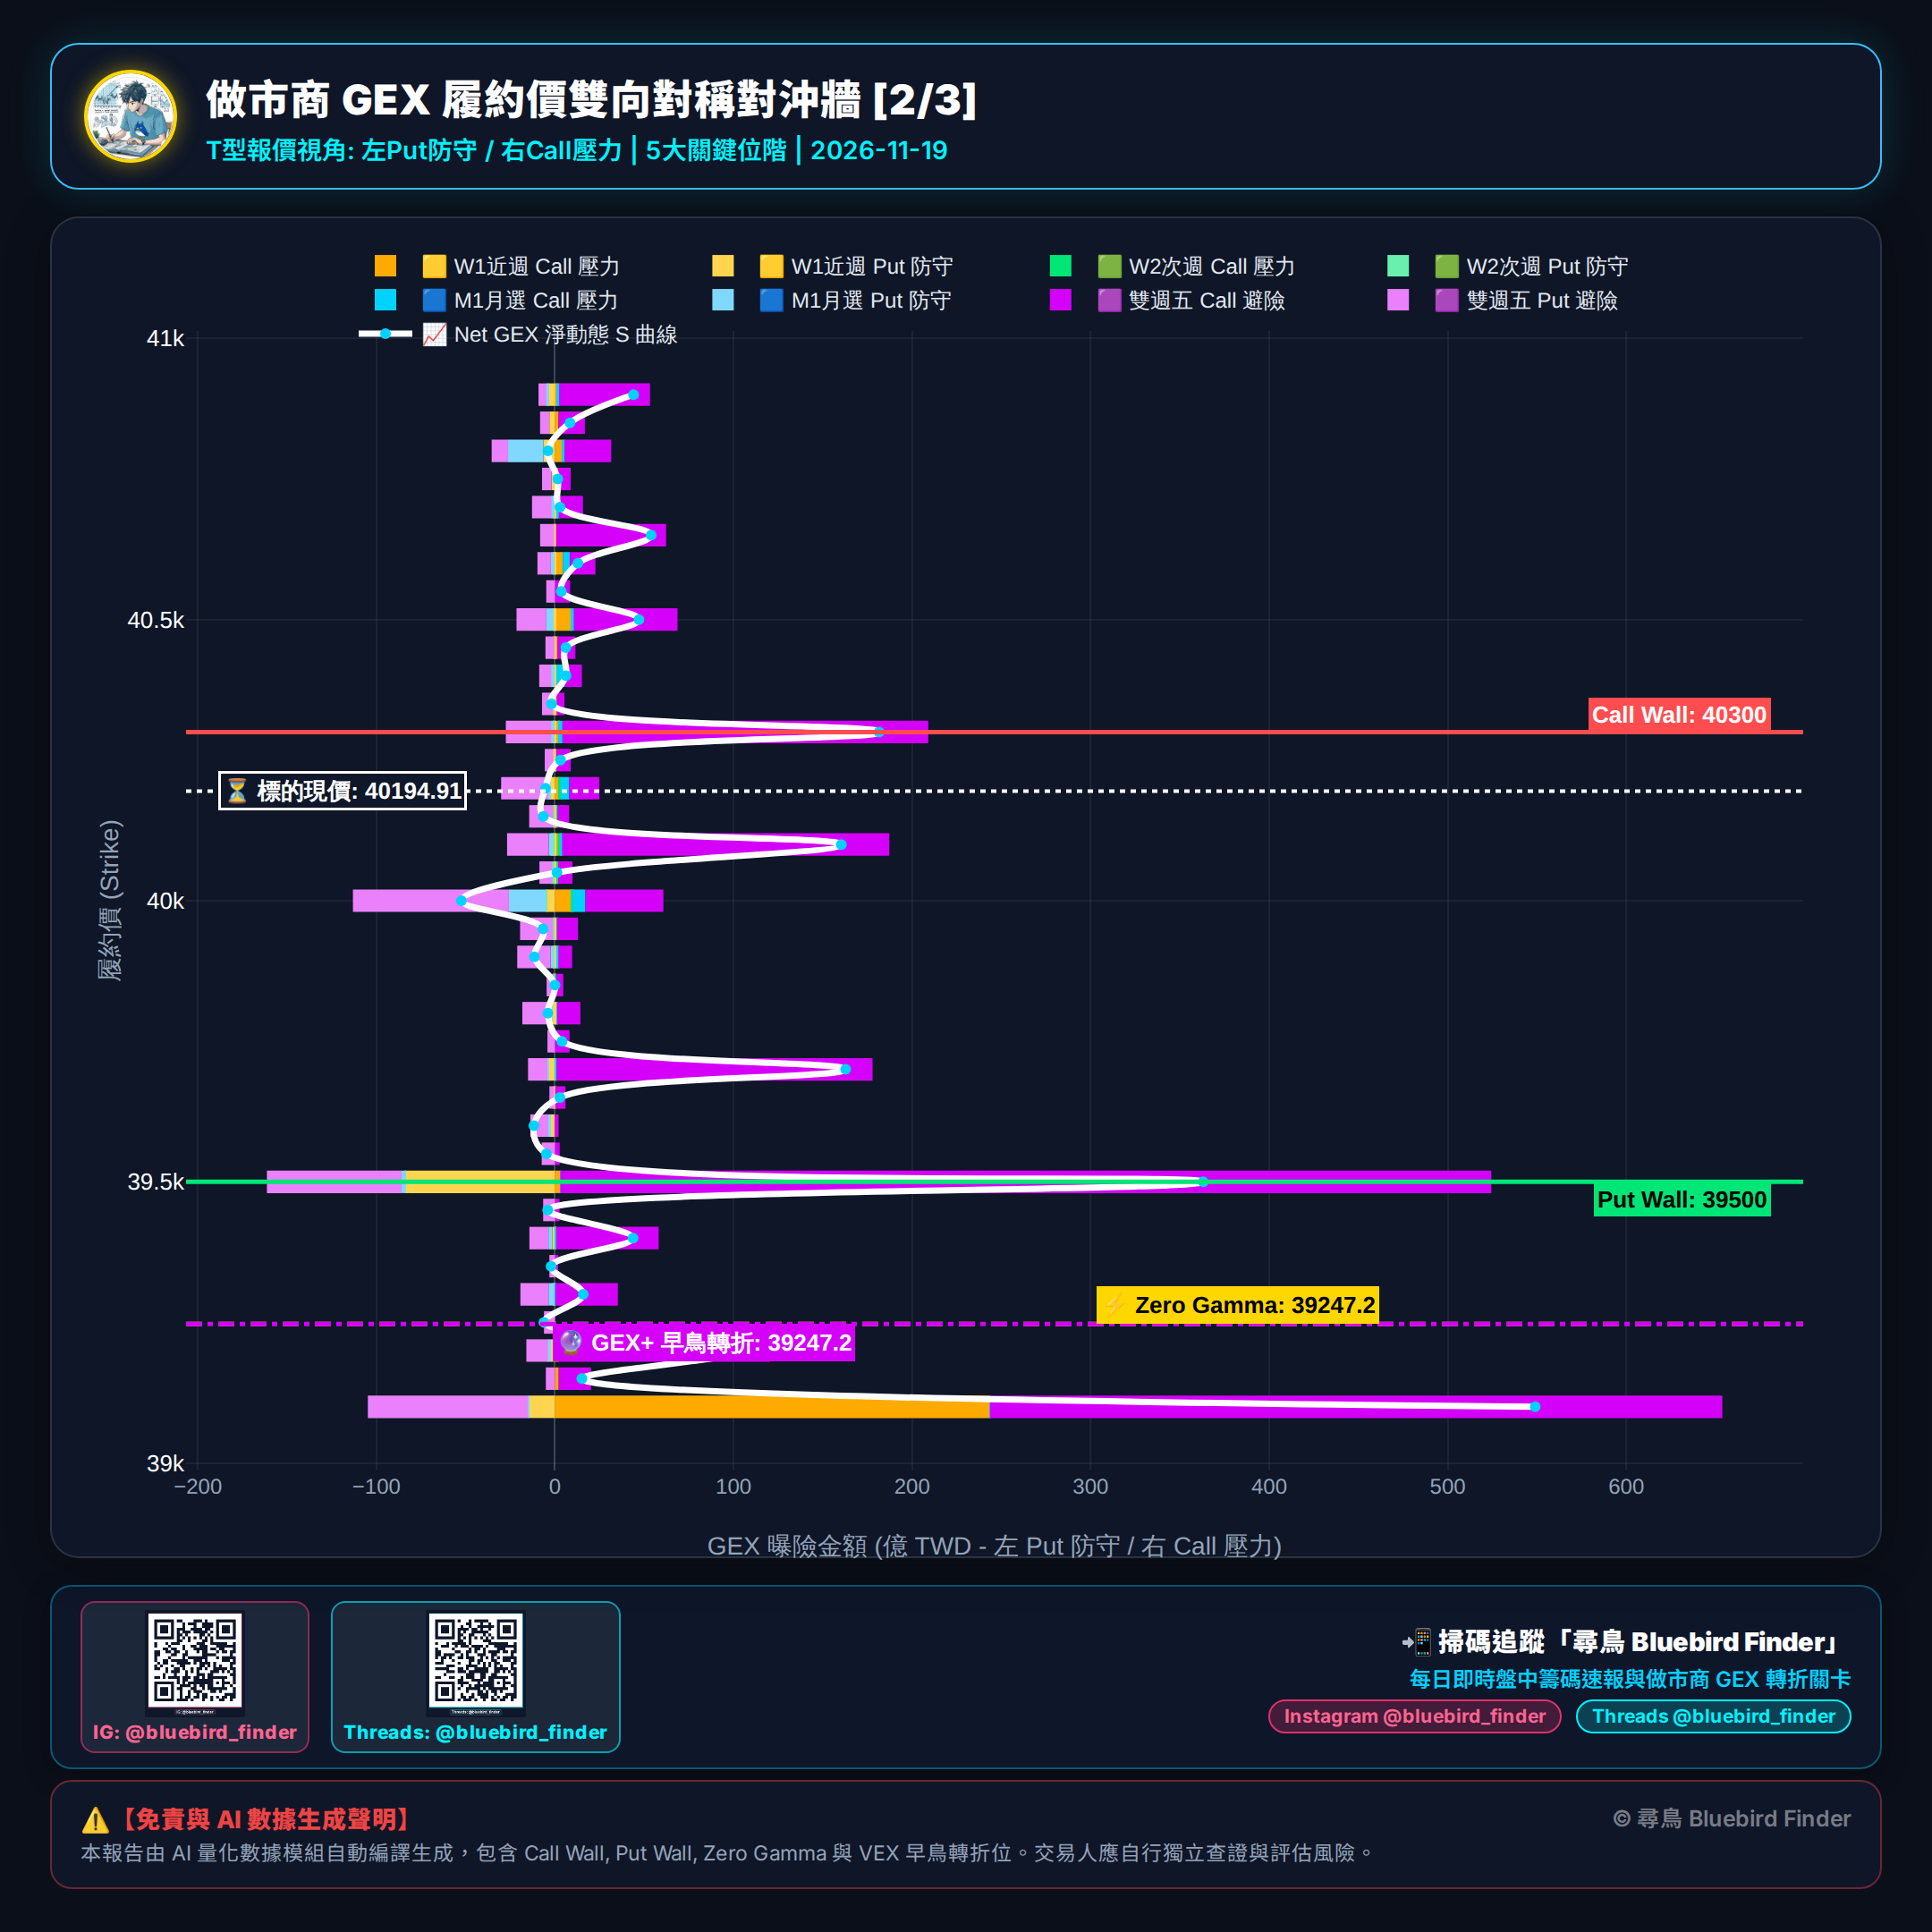 做市商 GEX 履約價雙向對稱對沖牆 [2/3]
T型報價視角: 左Put防守 / 右Call壓力 | 5大關鍵位階 | 2026-11-19
W1近週 Call 壓力
W1近週 Put 防守
W2次週 Call 壓力
W2次週 Put 防守
M1月選 Call 壓力
M1月選 Put 防守
雙週五 Call 避險
雙週五 Put 避險
Net GEX 淨動態 S 曲線
41k
40.5k
Call Wall: 40300
標的現價: 40194.91
履約價 (Strike)
40k
39.5k
Put Wall: 39500
Zero Gamma: 39247.2
GEX+ 早鳥轉折: 39247.2
39k
−200
−100
0
100
200
300
400
500
600
GEX 曝險金額 (億 TWD - 左 Put 防守 / 右 Call 壓力)
IG: @bluebird_finder
Threads: @bluebird_finder
掃碼追蹤「尋鳥 Bluebird Finder」
每日即時盤中籌碼速報與做市商 GEX 轉折關卡
Instagram @bluebird_finder
Threads @bluebird_finder
【免責與 AI 數據生成聲明】
© 尋鳥 Bluebird Finder
本報告由 AI 量化數據模組自動編譯生成，包含 Call Wall, Put Wall, Zero Gamma 與 VEX 早鳥轉折位。交易人應自行獨立查證與評估風險。